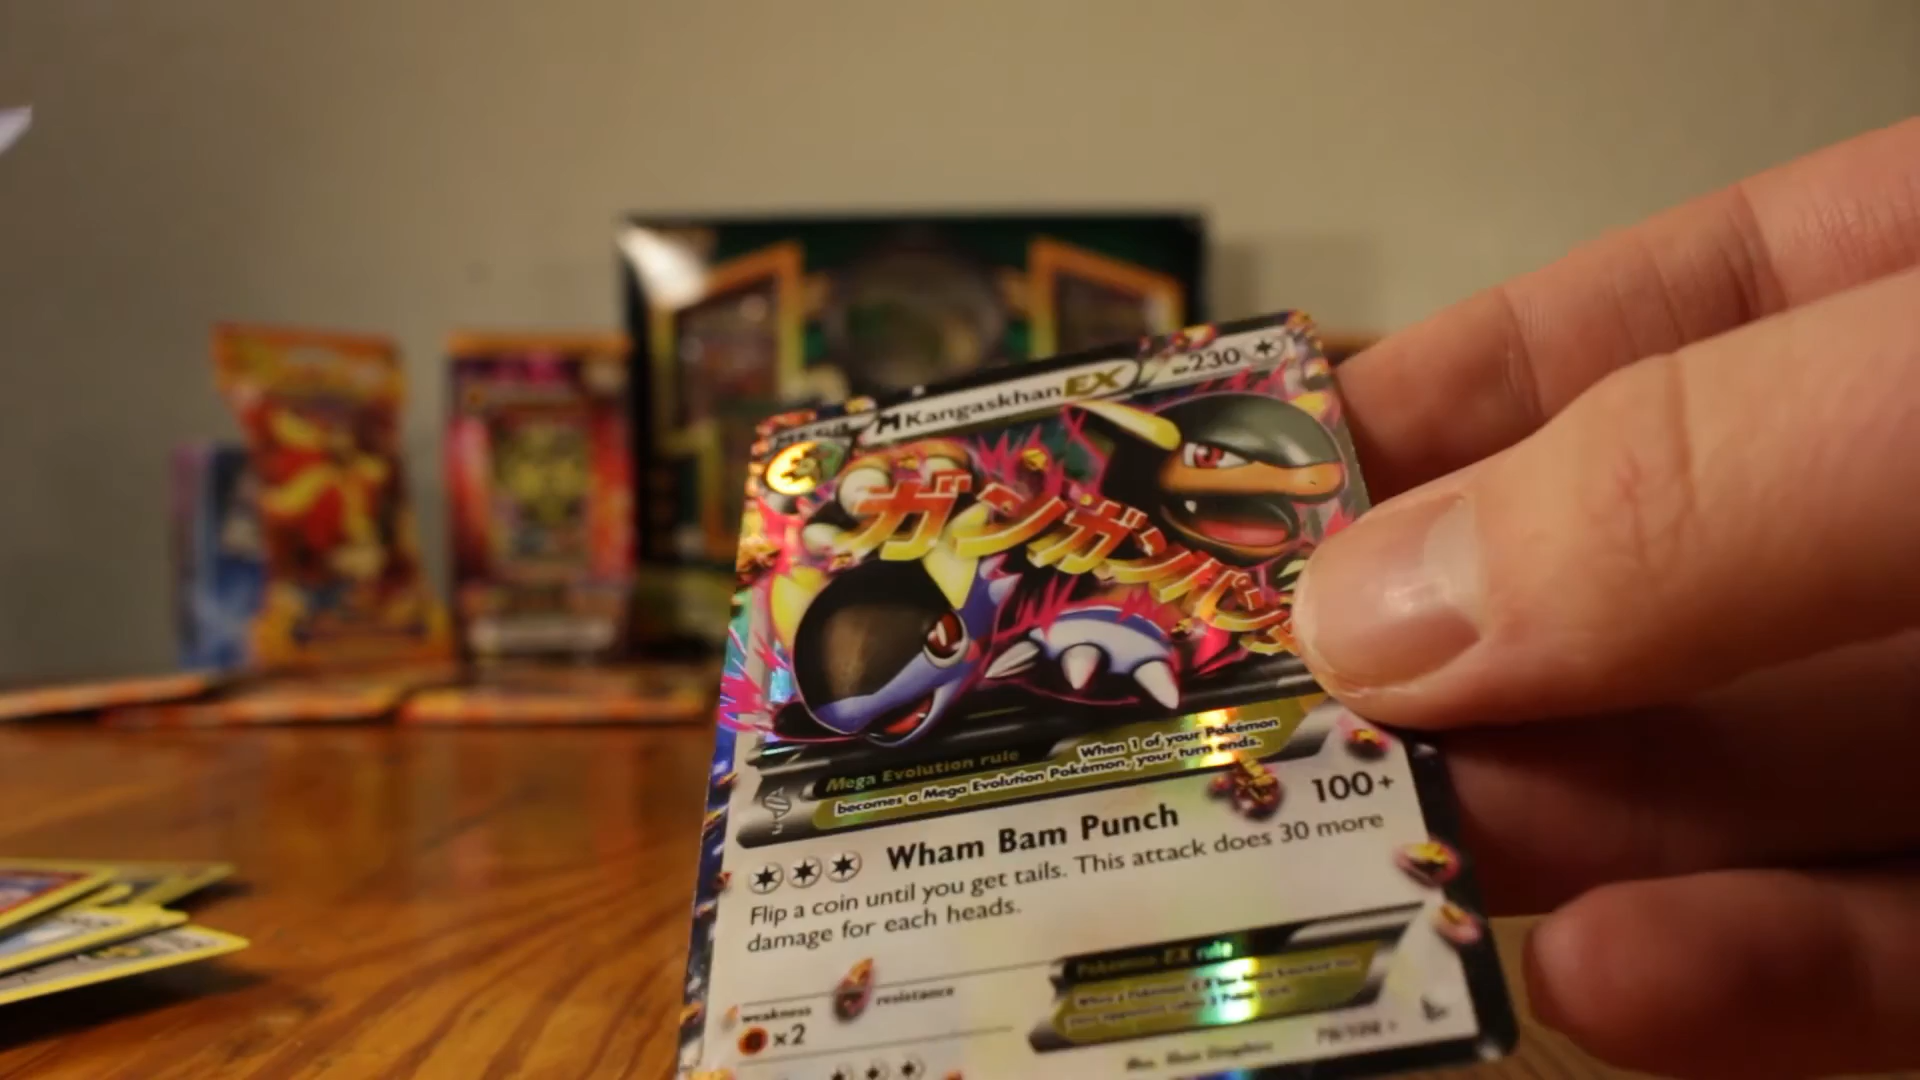 M Kangaskhan EX
230
ガンガンパン
Mega Evolution rule
When 1 of your Pokémon
becomes a Mega Evolution Pokémon, your turn ends.
Wham Bam Punch
100+
Flip a coin until you get tails. This attack does 30 more
damage for each heads.
Pokémon EX rule
weakness
resistance
×2